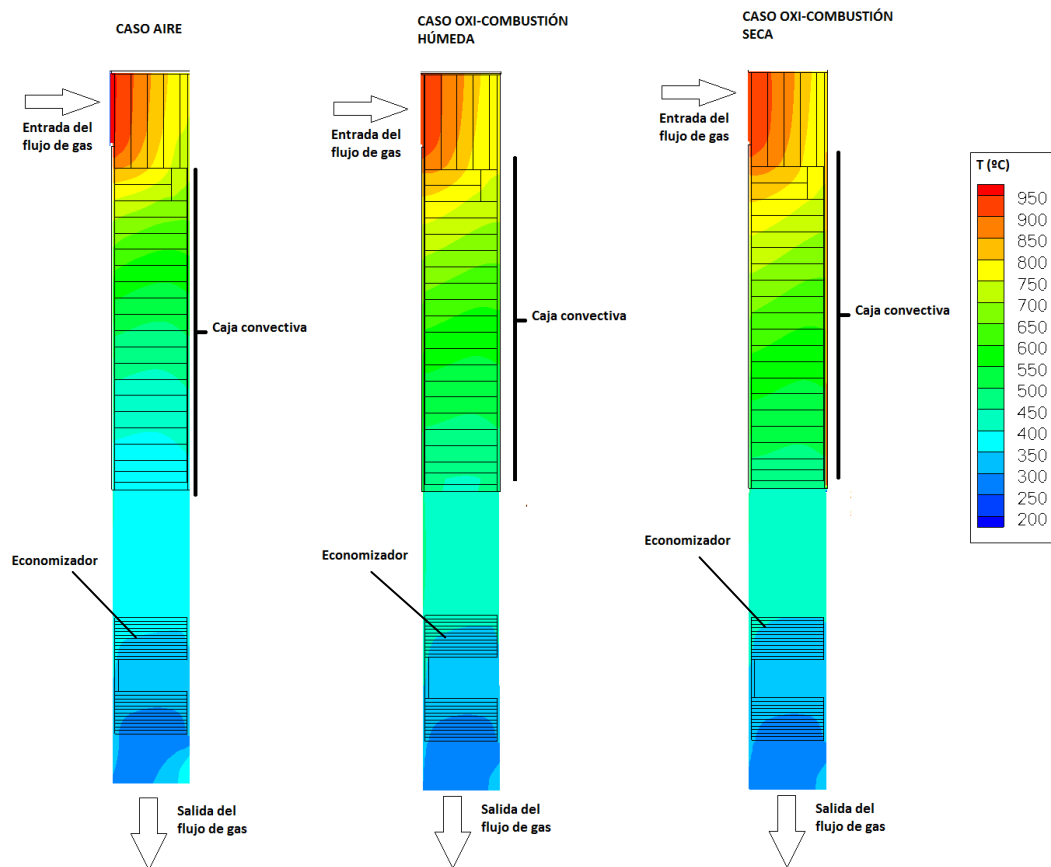 CASO AIRE
CASO OXI-COMBUSTIÓN
HÚMEDA
CASO OXI-COMBUSTIÓN
SECA
Entrada del
flujo de gas
Entrada del
flujo de gas
Entrada del
flujo de gas
Caja convectiva
Caja convectiva
Caja convectiva
T (ºC)
950
900
850
800
750
700
650
600
550
500
450
400
350
300
250
200
Economizador
Economizador
Economizador
Salida del
flujo de gas
Salida del
flujo de gas
Salida del
flujo de gas